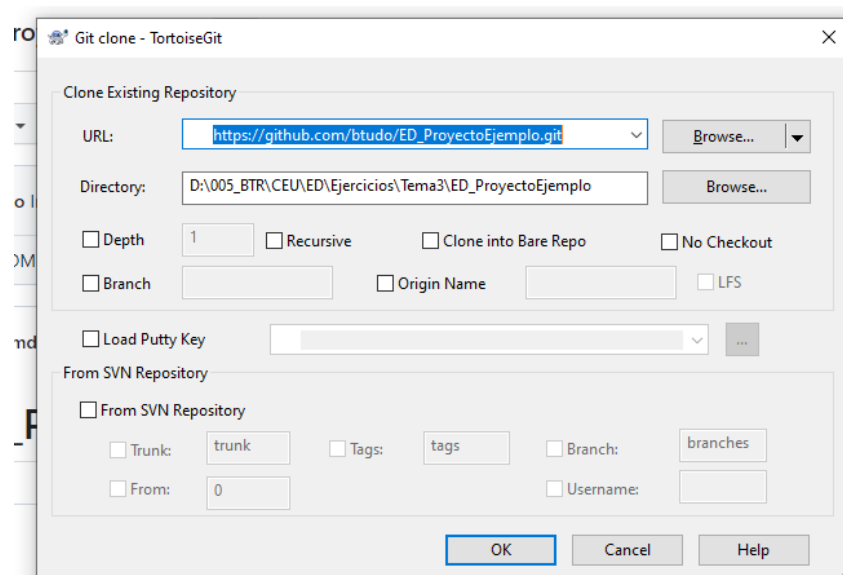 ro
Git clone - TortoiseGit
Clone Existing Repository
URL: https://github.com/btudo/ED_ProyectoEjemplo.git Browse...
Directory: D:\005_BTR\CEU\ED\Ejercicios\Tema3\ED_ProyectoEjemplo Browse...
Depth 1 Recursive Clone into Bare Repo No Checkout
Branch Origin Name LFS
Load Putty Key ...
From SVN Repository
From SVN Repository
Trunk: trunk Tags: tags Branch: branches
From: 0 Username:
OK Cancel Help